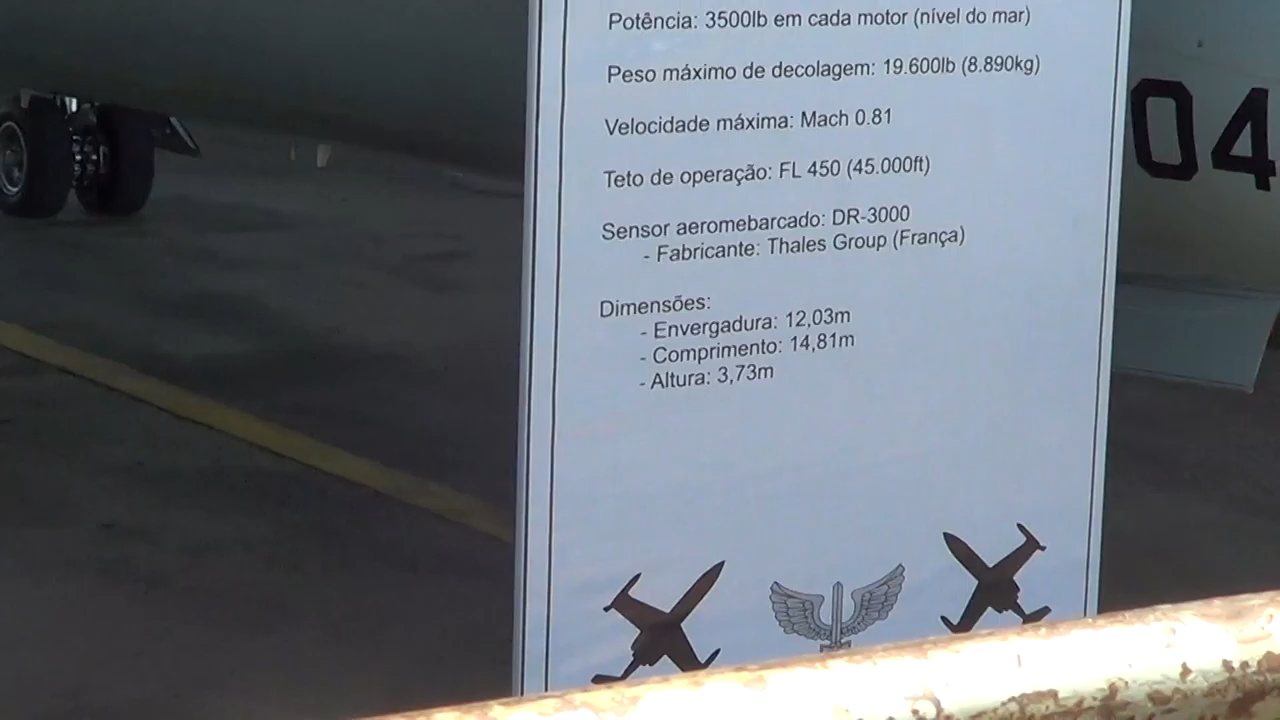 Potência: 3500lb em cada motor (nível do mar)
Peso máximo de decolagem: 19.600lb (8.890kg)
Velocidade máxima: Mach 0.81
Teto de operação: FL 450 (45.000ft)
Sensor aeromebarcado: DR-3000
- Fabricante: Thales Group (França)
Dimensões:
- Envergadura: 12,03m
- Comprimento: 14,81m
- Altura: 3,73m
04